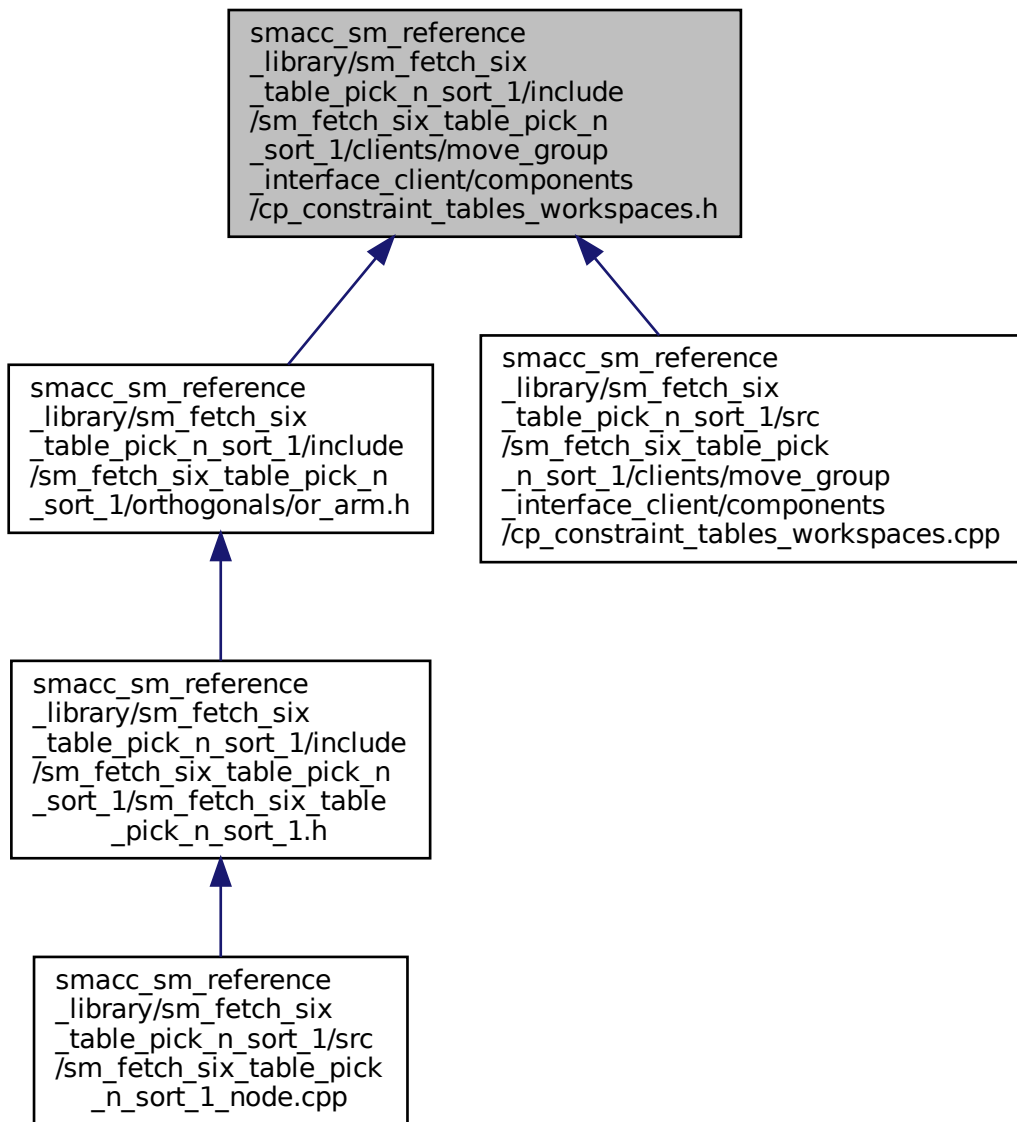 smacc_sm_reference
_library/sm_fetch_six
_table_pick_n_sort_1/include
/sm_fetch_six_table_pick_n
_sort_1/clients/move_group
_interface_client/components
/cp_constraint_tables_workspaces.h
smacc_sm_reference
_library/sm_fetch_six
_table_pick_n_sort_1/include
/sm_fetch_six_table_pick_n
_sort_1/orthogonals/or_arm.h
smacc_sm_reference
_library/sm_fetch_six
_table_pick_n_sort_1/src
/sm_fetch_six_table_pick
_n_sort_1/clients/move_group
_interface_client/components
/cp_constraint_tables_workspaces.cpp
smacc_sm_reference
_library/sm_fetch_six
_table_pick_n_sort_1/include
/sm_fetch_six_table_pick_n
_sort_1/sm_fetch_six_table
_pick_n_sort_1.h
smacc_sm_reference
_library/sm_fetch_six
_table_pick_n_sort_1/src
/sm_fetch_six_table_pick
_n_sort_1_node.cpp